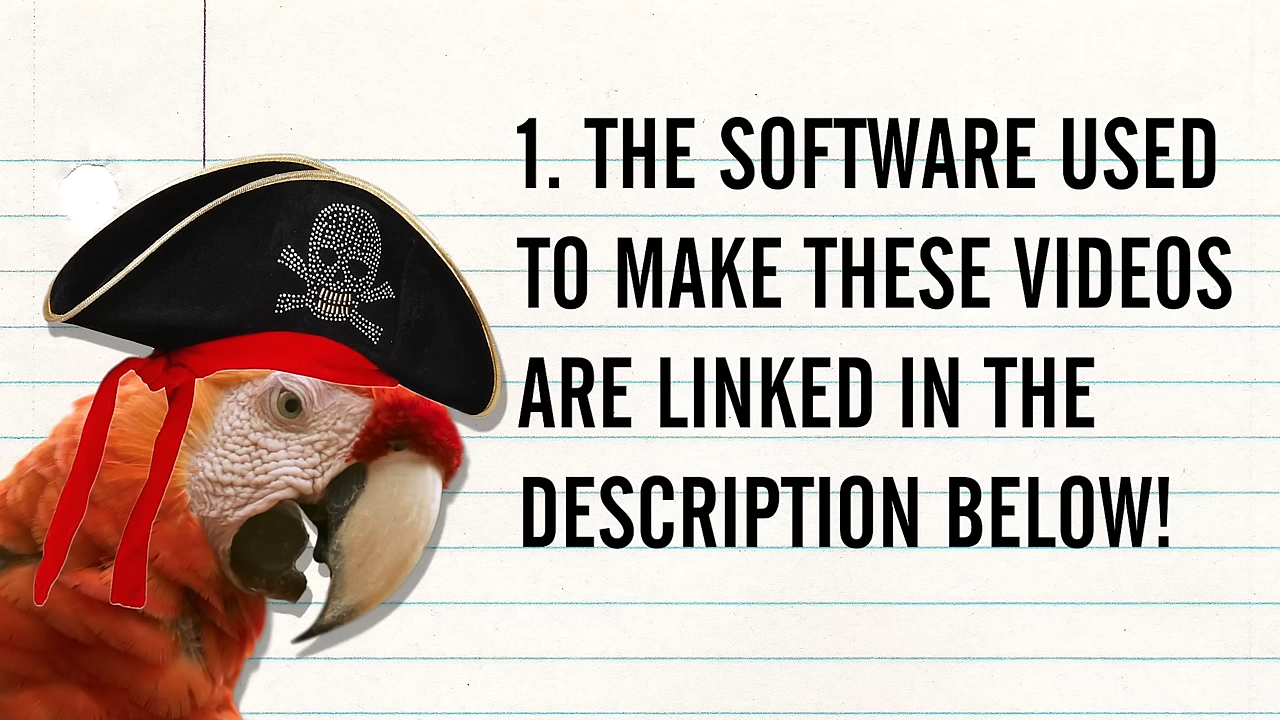 1. THE SOFTWARE USED
TO MAKE THESE VIDEOS
ARE LINKED IN THE
DESCRIPTION BELOW!